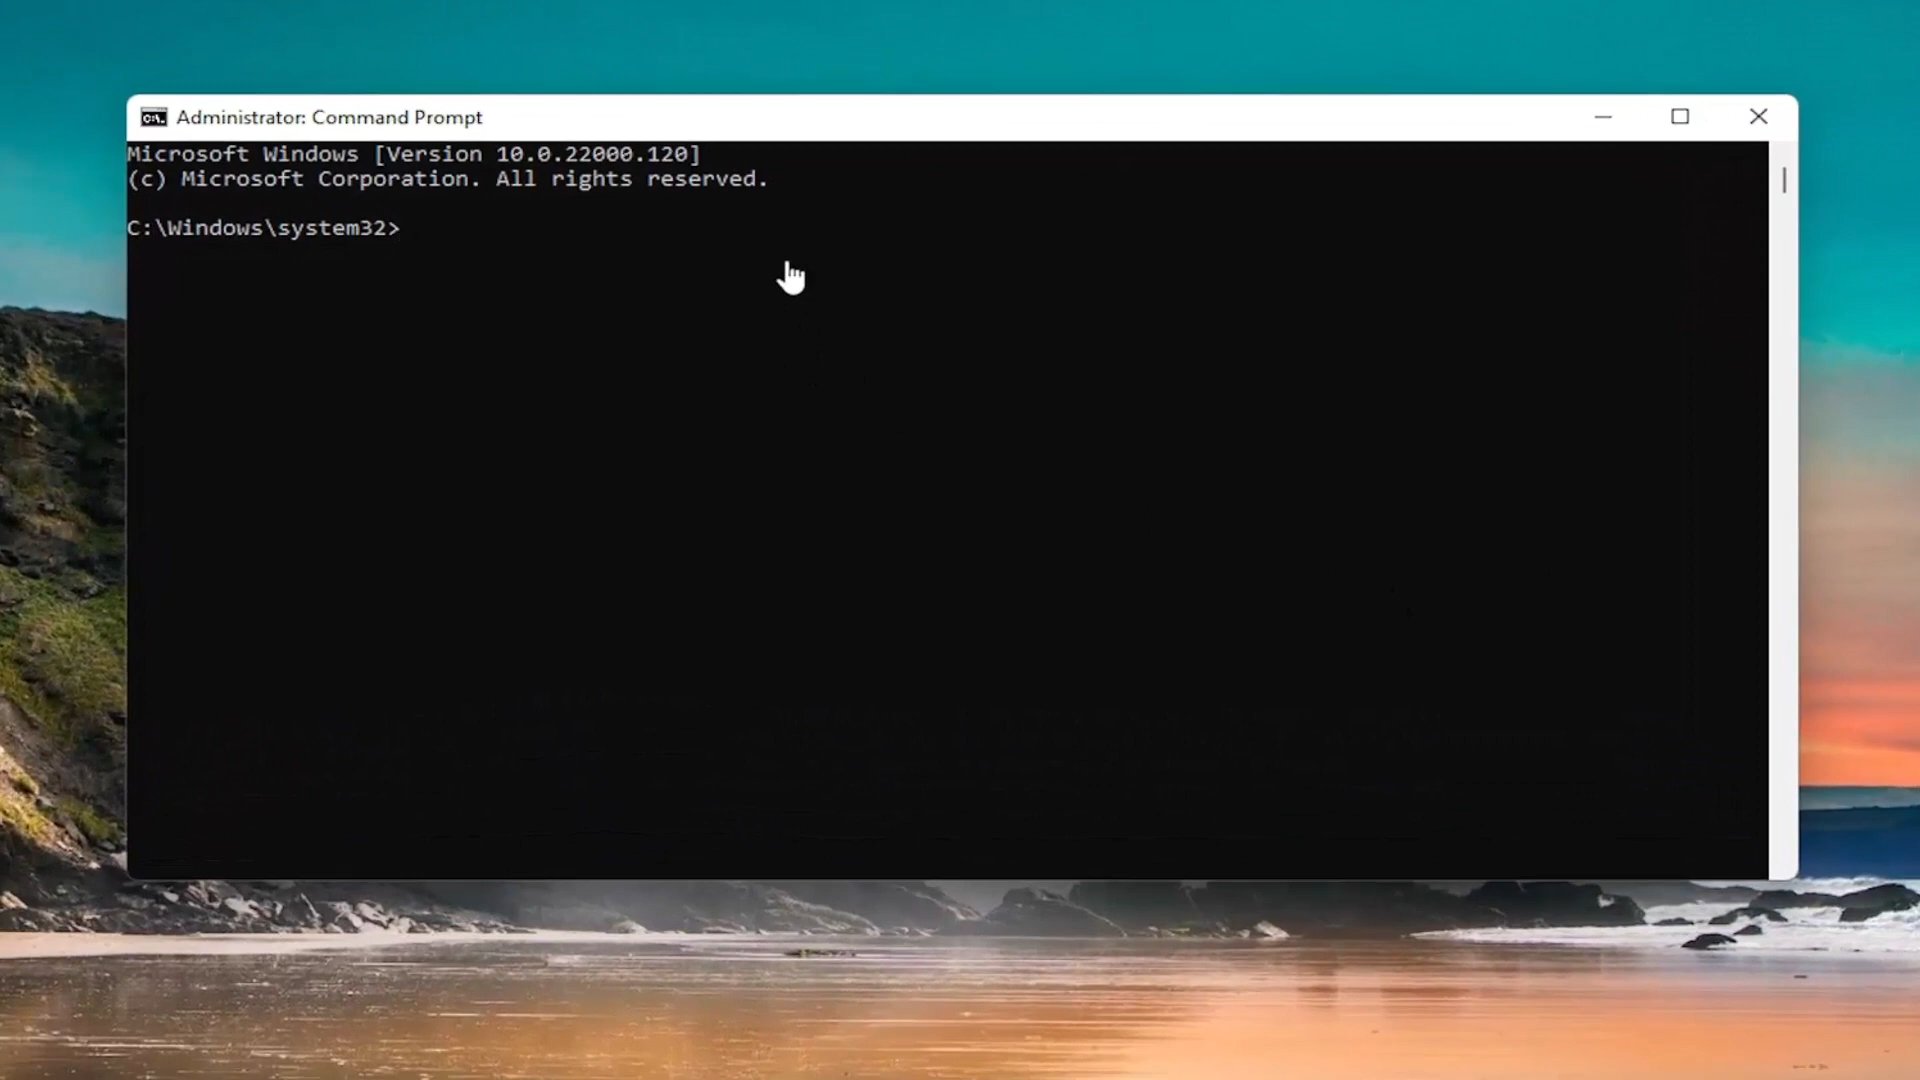 Administrator: Command Prompt
Microsoft Windows [Version 10.0.22000.120]
(c) Microsoft Corporation. All rights reserved.
C:\Windows\system32>